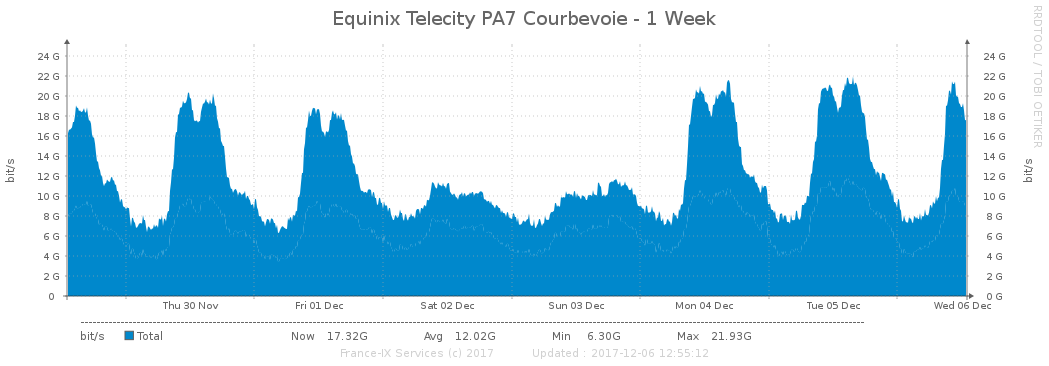 Equinix Telecity PA7 Courbevoie - 1 Week
RRDTOOL / TOBI OETIKER
24 G 24 G
22 G 22 G
20 G 20 G
18 G 18 G
16 G 16 G
14 G 14 G
12 G 12 G
10 G 10 G
8 G 8 G
6 G 6 G
4 G 4 G
2 G 2 G
0 0 G
bit/s
bit/s
Thu 30 Nov Fri 01 Dec Sat 02 Dec Sun 03 Dec Mon 04 Dec Tue 05 Dec Wed 06 Dec
bit/s Total Now 17.32G Avg 12.02G Min 6.30G Max 21.93G
France-IX Services (c) 2017 Updated : 2017-12-06 12:55:12